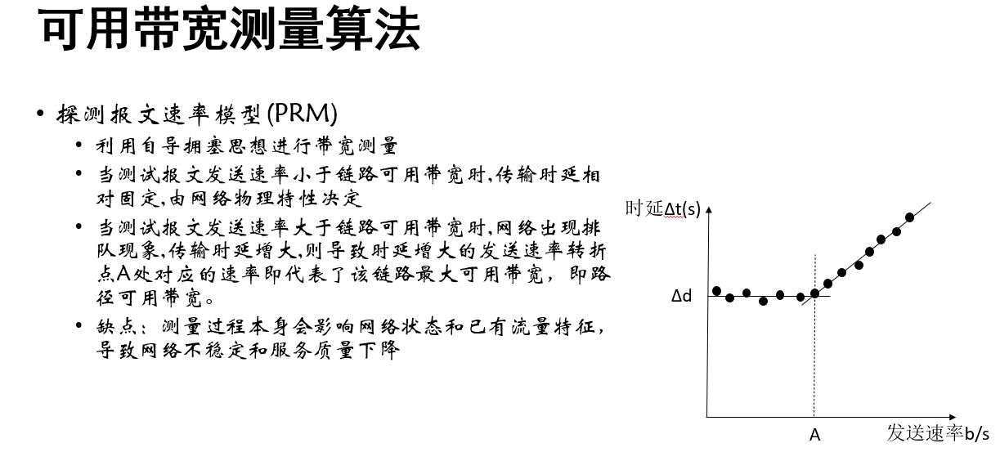 可用带宽测量算法
• 探测报文速率模型(PRM)
• 利用自导拥塞思想进行带宽测量
• 当测试报文发送速率小于链路可用带宽时,传输时延相
对固定,由网络物理特性决定
• 当测试报文发送速率大于链路可用带宽时,网络出现排
队现象,传输时延增大,则导致时延增大的发送速率转折
点A处对应的速率即代表了该链路最大可用带宽，即路
径可用带宽。
• 缺点：测量过程本身会影响网络状态和已有流量特征，
导致网络不稳定和服务质量下降
时延Δt(s)
Δd
A
发送速率b/s